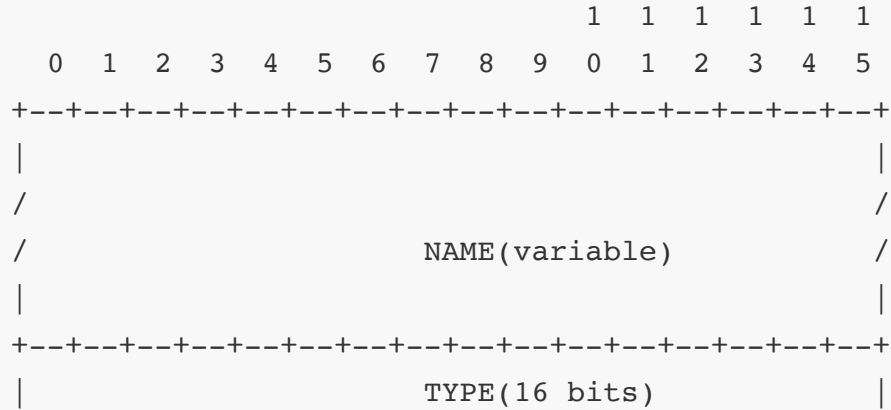 1  1  1  1  1  1
  0  1  2  3  4  5  6  7  8  9  0  1  2  3  4  5
+--+--+--+--+--+--+--+--+--+--+--+--+--+--+--+--+
|                                               |
/                                               /
/                      NAME(variable)           /
|                                               |
+--+--+--+--+--+--+--+--+--+--+--+--+--+--+--+--+
|                      TYPE(16 bits)            |